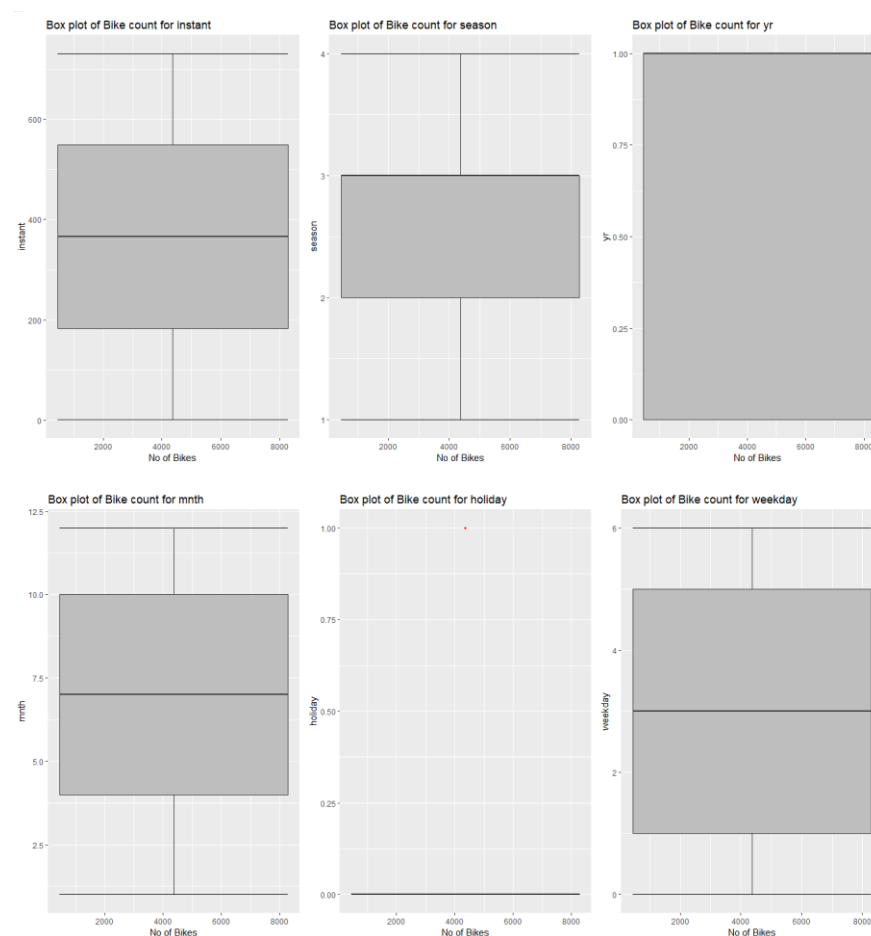 Box plot of Bike count for instant
600-
400-
200-
0-
instant
2000 4000 6000 8000
No of Bikes
Box plot of Bike count for season
4-
3-
2-
1-
season
2000 4000 6000 8000
No of Bikes
Box plot of Bike count for yr
1.00-
0.75-
0.50-
0.25-
0.00-
yr
2000 4000 6000 8000
No of Bikes
Box plot of Bike count for mnth
12.5-
10.0-
7.5-
5.0-
2.5-
mnth
2000 4000 6000 8000
No of Bikes
Box plot of Bike count for holiday
1.00-
0.75-
0.50-
0.25-
0.00-
holiday
2000 4000 6000 8000
No of Bikes
Box plot of Bike count for weekday
6-
4-
2-
0-
weekday
2000 4000 6000 8000
No of Bikes